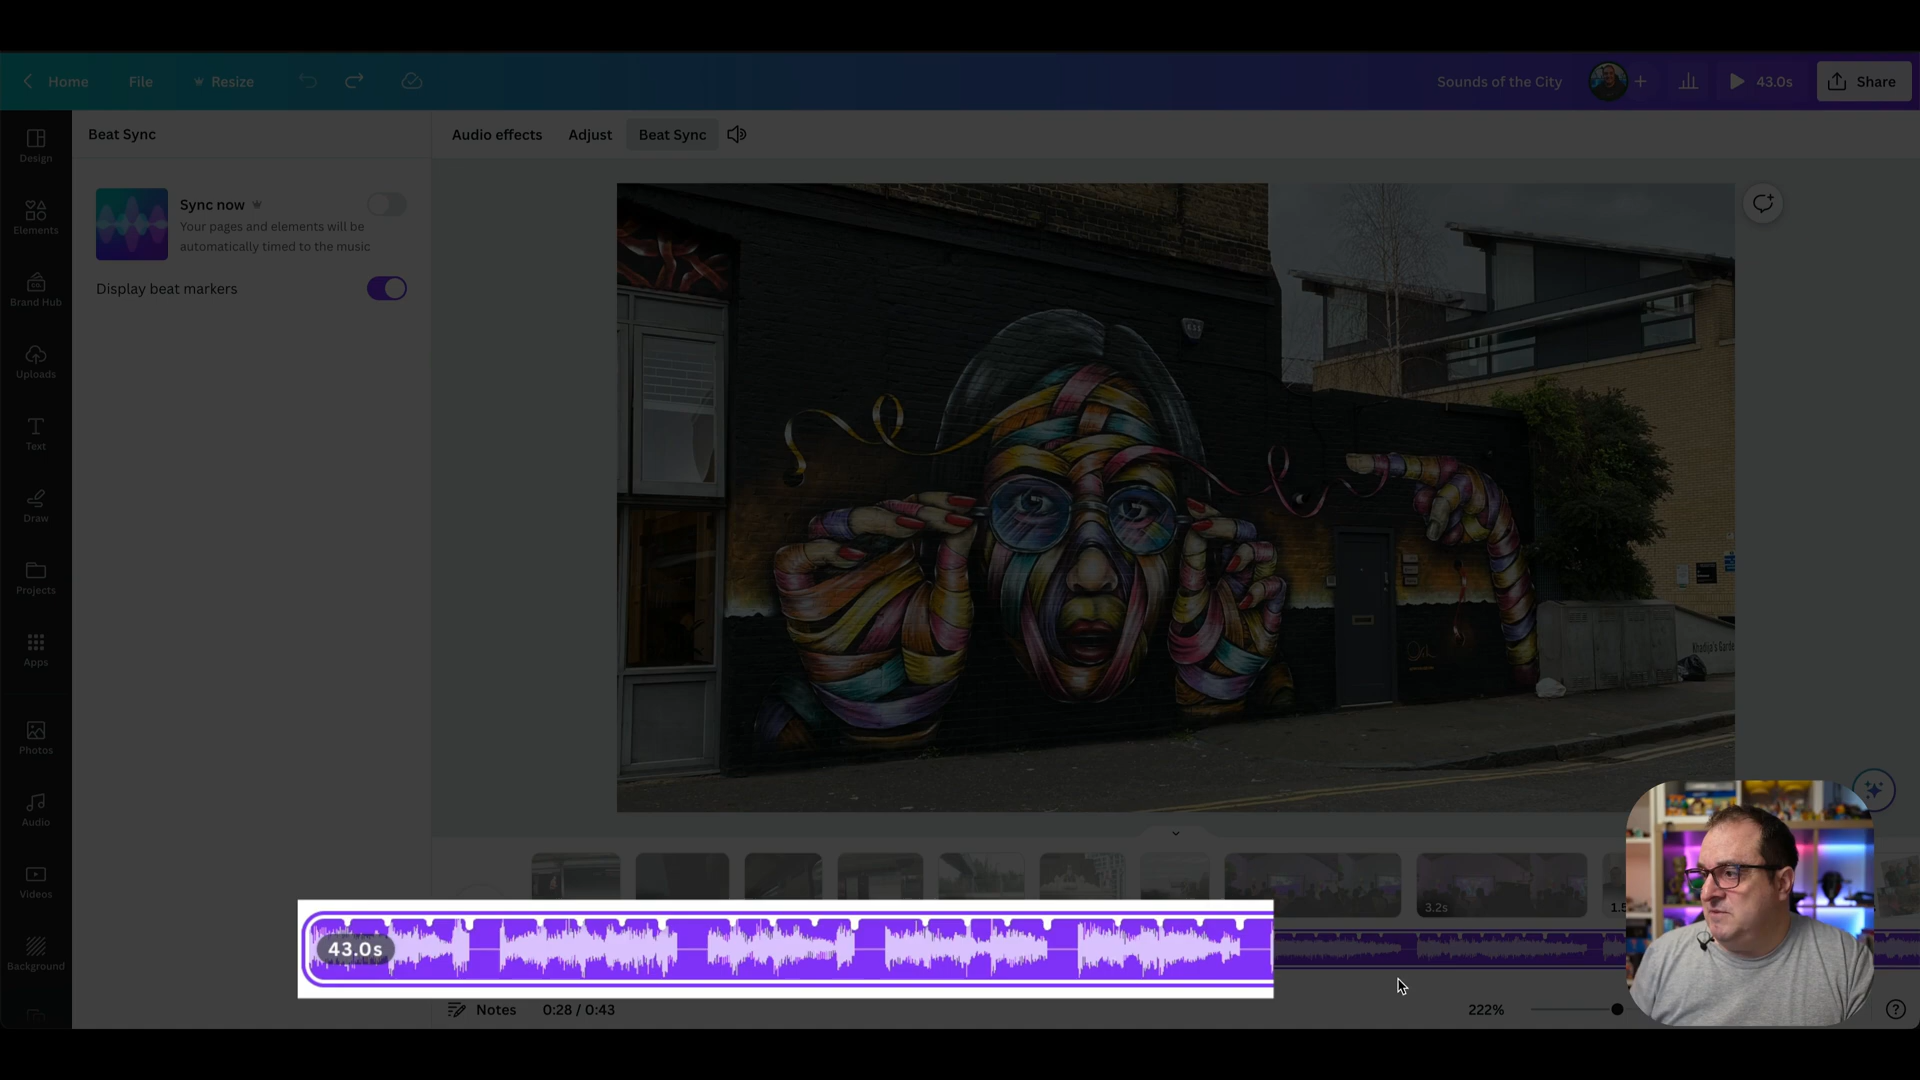 Home File Resize Sounds of the City 43.0s Share
Design
Elements
Brand Hub
Uploads
Text
Draw
Projects
Apps
Photos
Audio
Videos
Background
Beat Sync
Sync now
Your pages and elements will be
automatically timed to the music
Display beat markers
Audio effects Adjust Beat Sync
3.2s
43.0s
Notes 0:28 / 0:43 222%